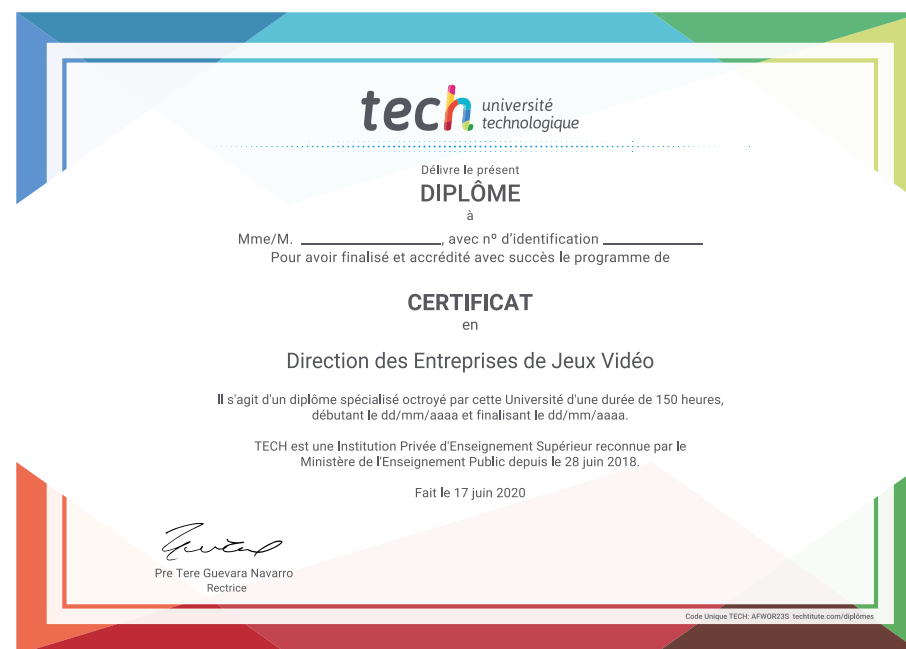 tech université
technologique
Délivre le présent
DIPLÔME
à
Mme/M. ____________________, avec nº d'identification __________________
Pour avoir finalisé et accrédité avec succès le programme de
CERTIFICAT
en
Direction des Entreprises de Jeux Vidéo
Il s'agit d'un diplôme spécialisé octroyé par cette Université d'une durée de 150 heures,
débutant le dd/mm/aaaa et finalisant le dd/mm/aaaa.
TECH est une Institution Privée d'Enseignement Supérieur reconnue par le
Ministère de l'Enseignement Public depuis le 28 juin 2018.
Fait le 17 juin 2020
Pre Tere Guevara Navarro
Rectrice
Code Unique TECH: AFWOR23S techtitute.com/diplômes